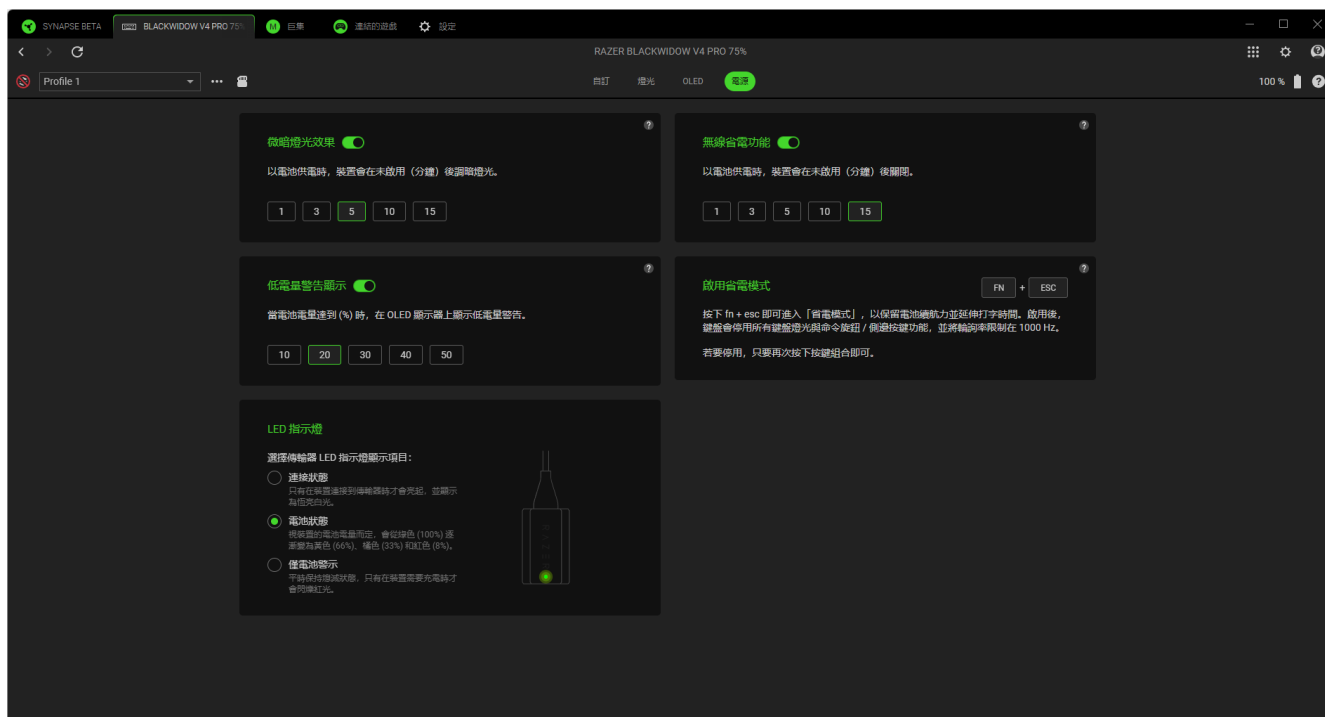 SYNAPSE BETA
BLACKWIDOW V4 PRO 75%
巨集
連結的遊戲
設定
RAZER BLACKWIDOW V4 PRO 75%
Profile 1
自訂
燈光
OLED
電源
100 %
微暗燈光效果
以電池供電時，裝置會在未啟用（分鐘）後調暗燈光。
1 3 5 10 15
無線省電功能
以電池供電時，裝置會在未啟用（分鐘）後關閉。
1 3 5 10 15
低電量警告顯示
當電池電量達到 (%) 時，在 OLED 顯示器上顯示低電量警告。
10 20 30 40 50
啟用省電模式
FN + ESC
按下 fn + esc 即可進入「省電模式」，以保留電池續航力並延伸打字時間。啟用後，
鍵盤會停用所有鍵盤燈光與命令旋鈕 / 側邊按鍵功能，並將輪詢率限制在 1000 Hz。
若要停用，只要再次按下按鍵組合即可。
LED 指示燈
選擇傳輸器 LED 指示燈顯示項目：
連接狀態
只有在裝置連接到傳輸器時才會亮起，並顯示
為恆亮白光。
電池狀態
視裝置的電池電量而定，會從綠色 (100%) 逐
漸變為黃色 (66%)、橘色 (33%) 和紅色 (8%)。
僅電池警示
平時保持熄滅狀態，只有在裝置需要充電時才
會閃爍紅光。